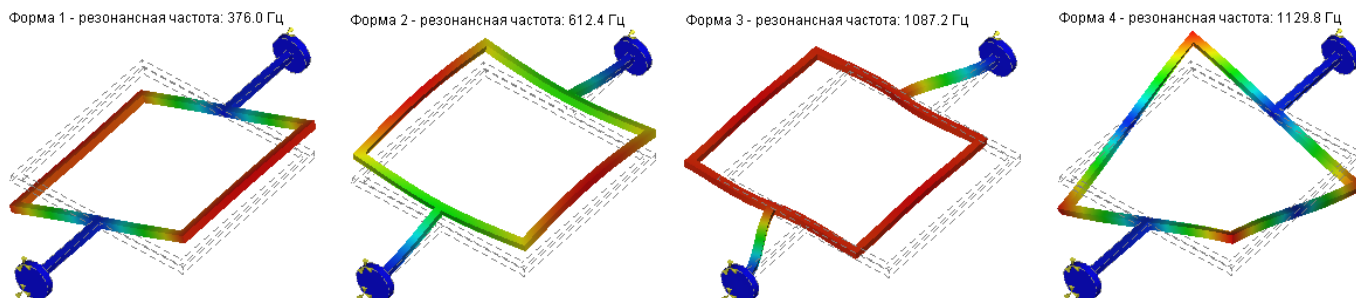 Форма 1 - резонансная частота: 376.0 Гц
Форма 2 - резонансная частота: 612.4 Гц
Форма 3 - резонансная частота: 1087.2 Гц
Форма 4 - резонансная частота: 1129.8 Гц